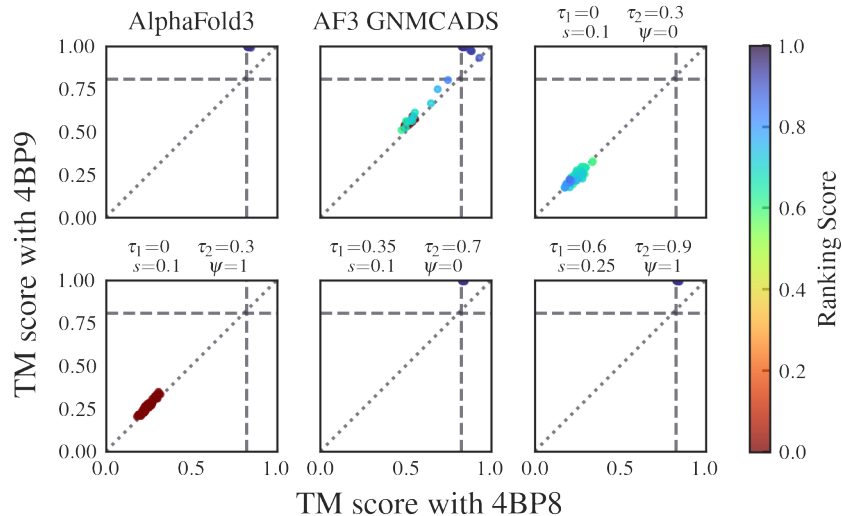 AlphaFold3
AF3 GNMCADS
τ₁=0 τ₂=0.3
s=0.1 ψ=0
1.00
0.75
0.50
0.25
0.00
τ₁=0 τ₂=0.3
s=0.1 ψ=1
τ₁=0.35 τ₂=0.7
s=0.1 ψ=0
τ₁=0.6 τ₂=0.9
s=0.25 ψ=1
1.00
0.75
0.50
0.25
0.00
0.0 0.5 1.0
0.5 1.0
0.5 1.0
TM score with 4BP9
TM score with 4BP8
1.0
0.8
0.6
0.4
0.2
0.0
Ranking Score